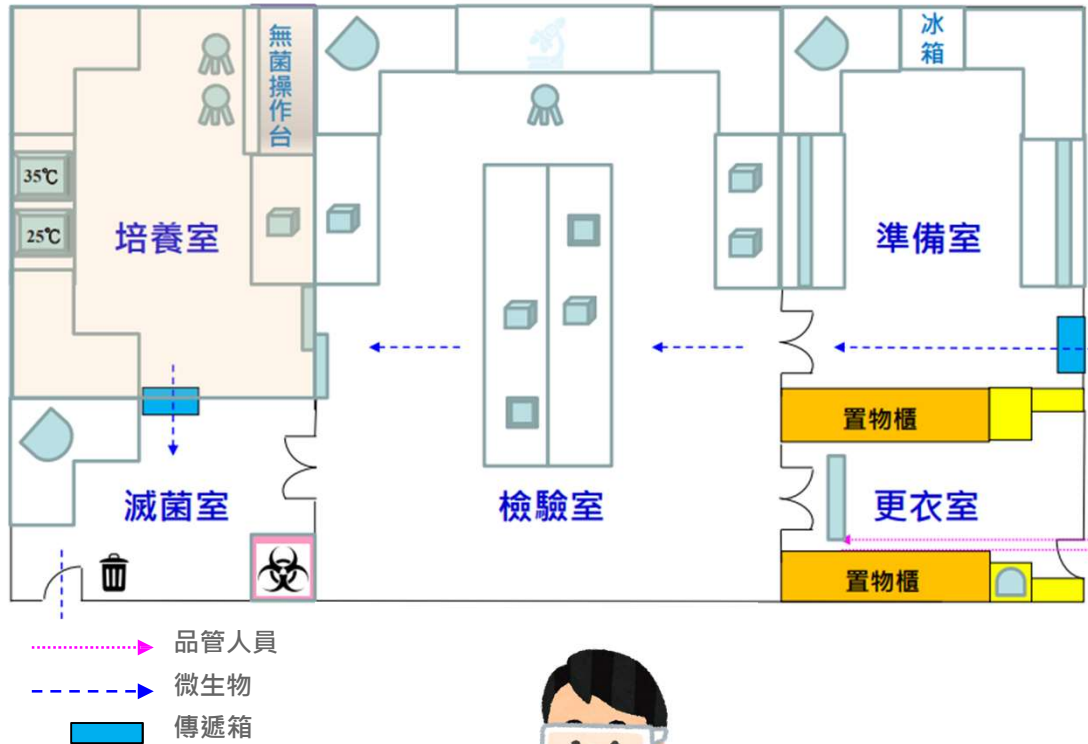 無菌操作台
冰箱
35℃
25℃
培養室
準備室
置物櫃
滅菌室
檢驗室
更衣室
置物櫃
品管人員
微生物
傳遞箱